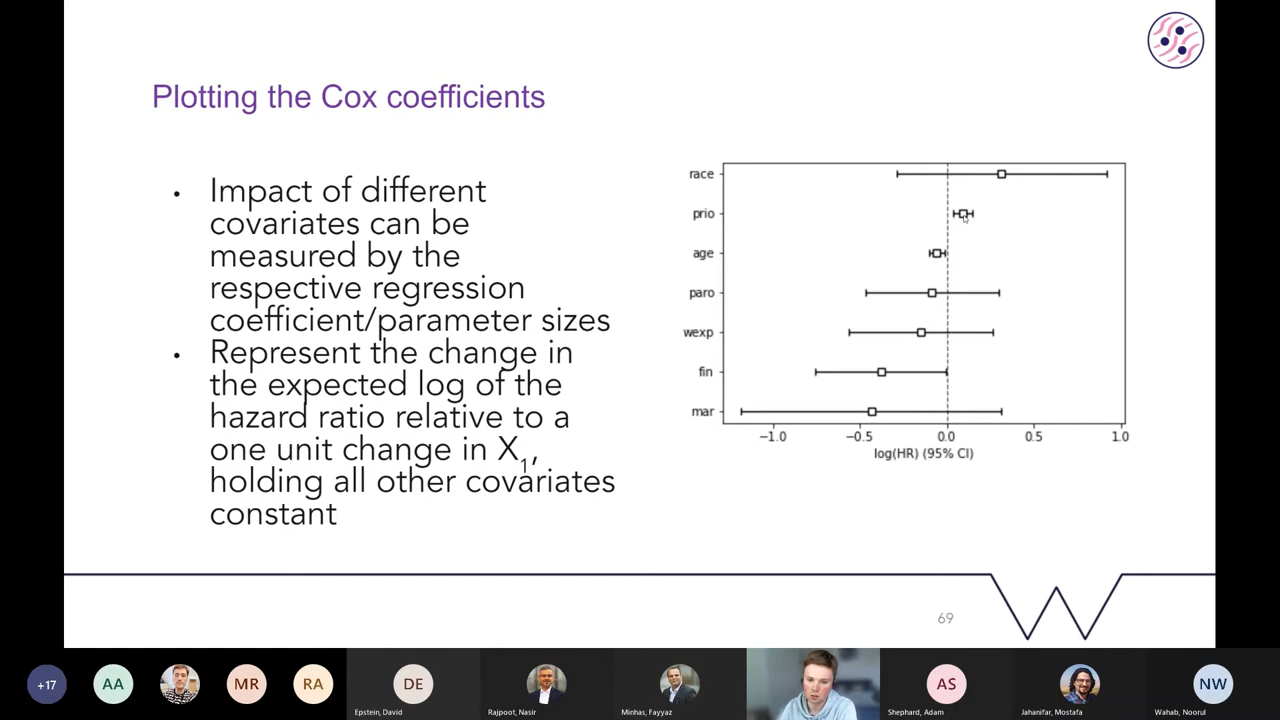 Plotting the Cox coefficients
• Impact of different
covariates can be
measured by the
respective regression
coefficient/parameter sizes
• Represent the change in
the expected log of the
hazard ratio relative to a
one unit change in X1,
holding all other covariates
constant
race
prio
age
paro
wexp
fin
mar
−1.0 −0.5 0.0 0.5 1.0
log(HR) (95% CI)
69
+17 AA MR RA DE AS NW
Epstein, David Rajpoot, Nasir Minhas, Fayyaz Shephard, Adam Jahanifar, Mostafa Wahab, Noorul